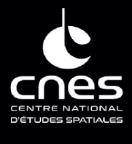 cnes
CENTRE NATIONAL
D'ÉTUDES SPATIALES